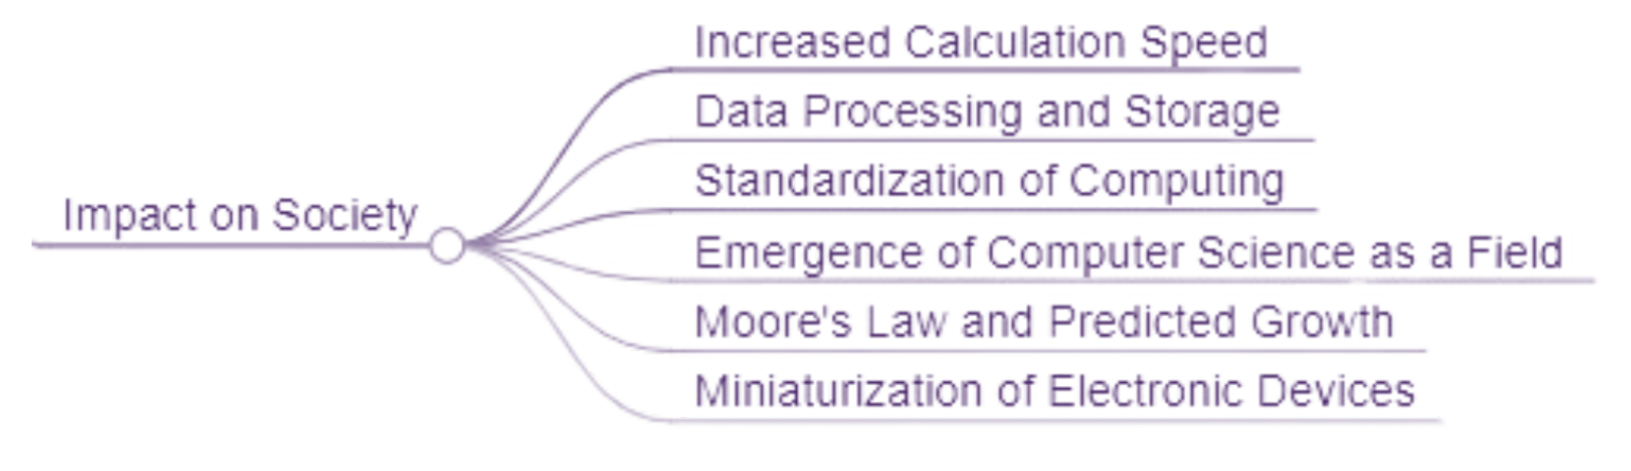 Impact on Society
Increased Calculation Speed
Data Processing and Storage
Standardization of Computing
Emergence of Computer Science as a Field
Moore's Law and Predicted Growth
Miniaturization of Electronic Devices